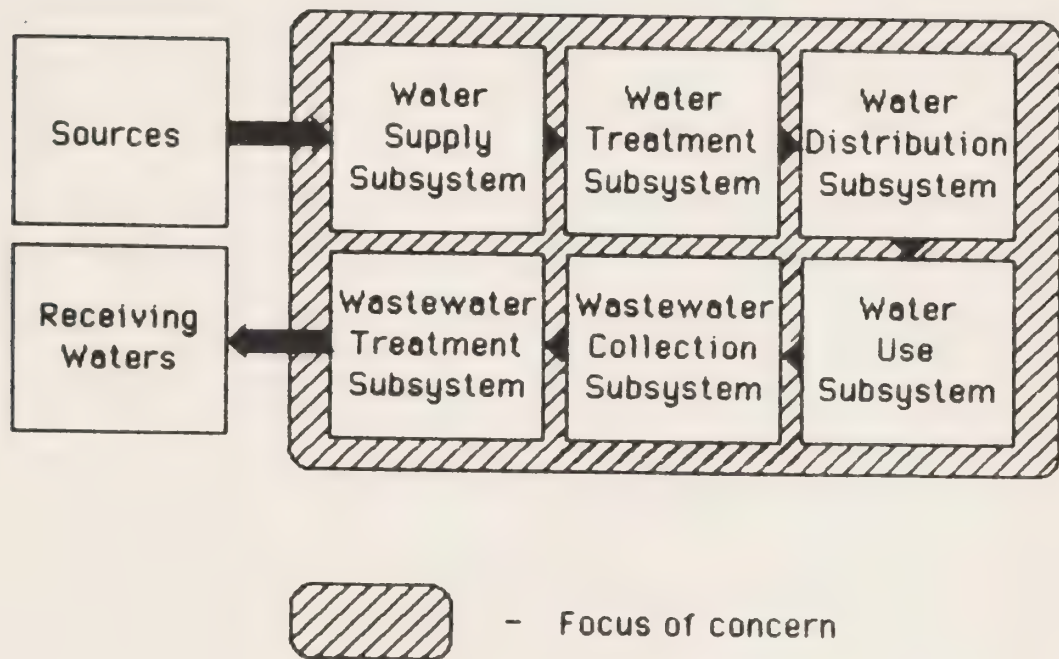 Sources
Water
Supply
Subsystem
Water
Treatment
Subsystem
Water
Distribution
Subsystem
Receiving
Waters
Wastewater
Treatment
Subsystem
Wastewater
Collection
Subsystem
Water
Use
Subsystem
- Focus of concern